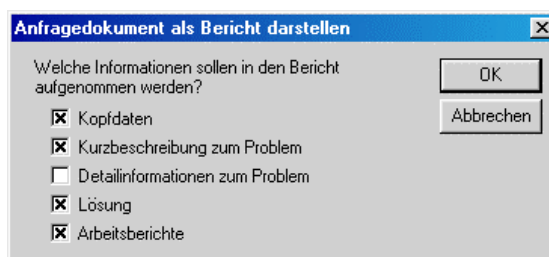 Anfragedokument als Bericht darstellen
Welche Informationen sollen in den Bericht
aufgenommen werden?
OK
Abbrechen
Kopfdaten
Kurzbeschreibung zum Problem
Detailinformationen zum Problem
Lösung
Arbeitsberichte